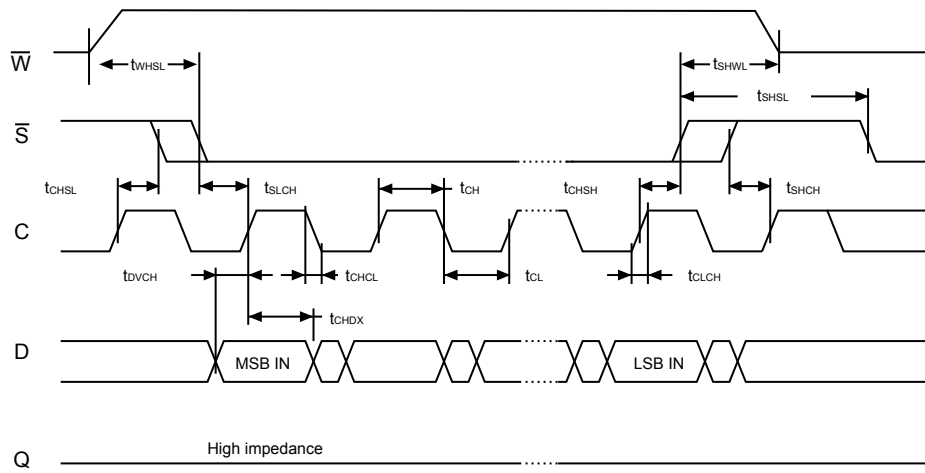 W
tWHSL
tSHWL
tSHSL
S
tCHSL
tSLCH
tCH
tCHSH
tSHCH
C
tDVCH
tCHCL
tCL
tCLCH
tCHDX
D
MSB IN
LSB IN
High impedance
Q